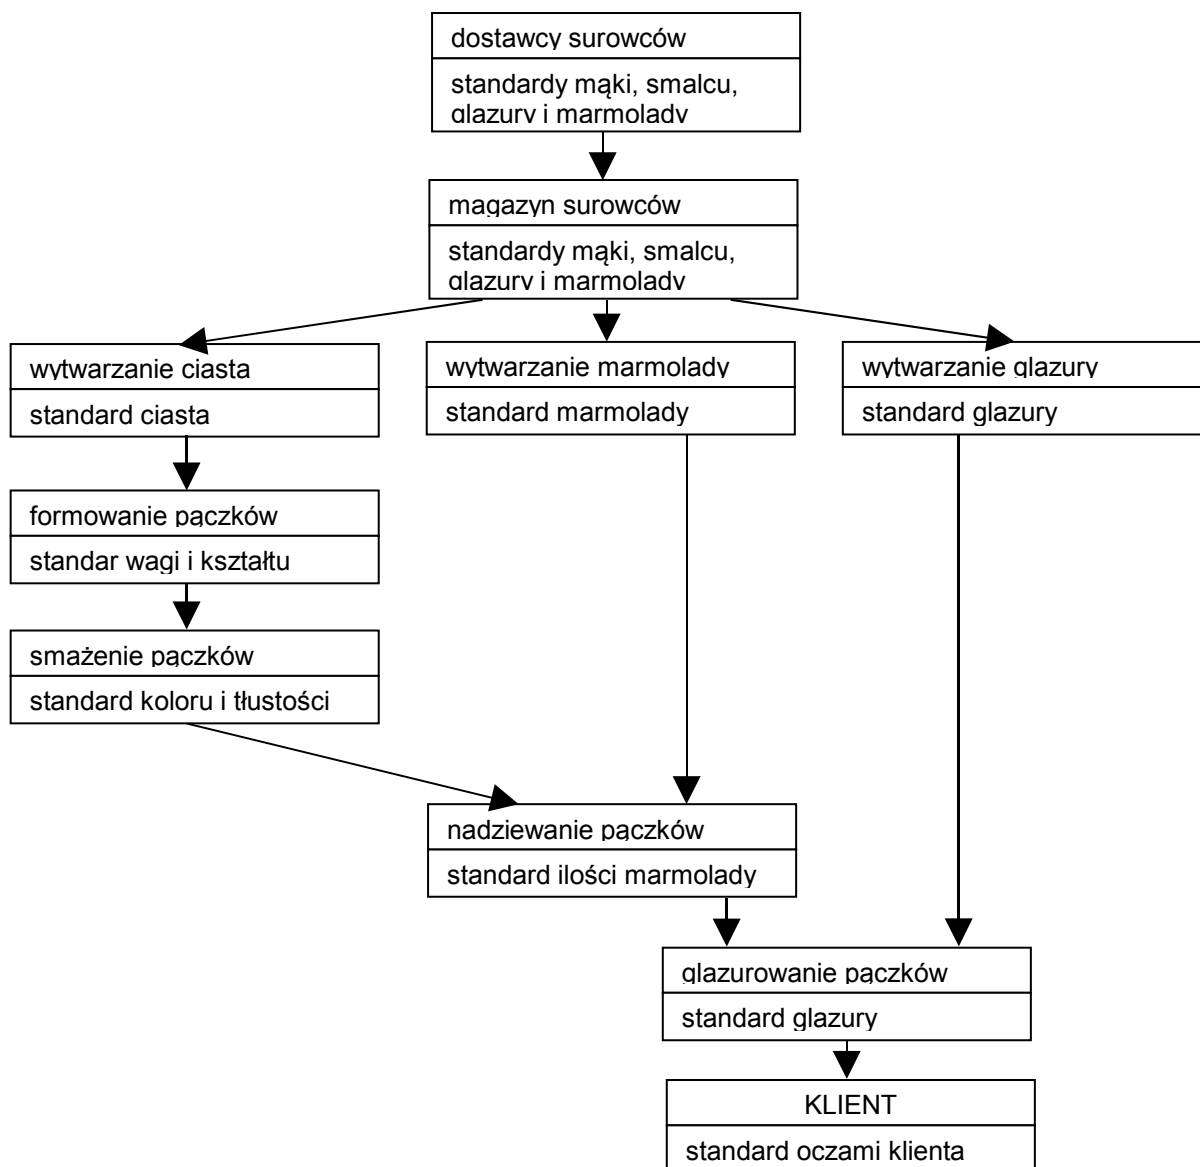 dostawcy surowców
standardy mąki, smalcu,
glazury i marmolady
magazyn surowców
standardy mąki, smalcu,
glazury i marmolady
wytwarzanie ciasta
standard ciasta
wytwarzanie marmolady
standard marmolady
wytwarzanie glazury
standard glazury
formowanie pączków
standar wagi i kształtu
smażenie pączków
standard koloru i tłustości
nadziewanie pączków
standard ilości marmolady
glazurowanie pączków
standard glazury
KLIENT
standard oczami klienta